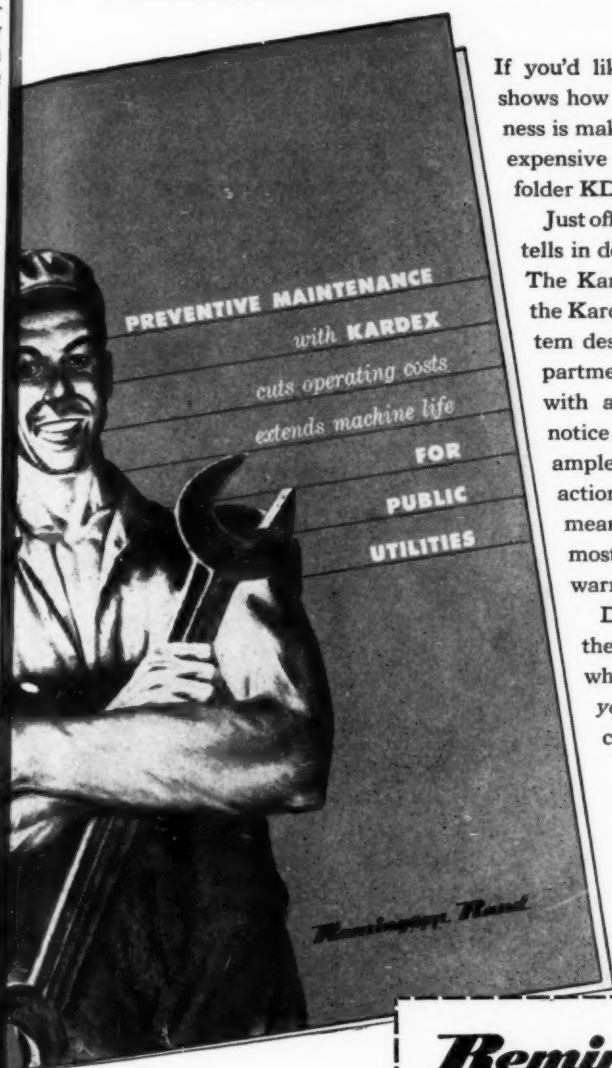 PREVENTIVE MAINTENANCE
with KARDEX
cuts operating costs
extends machine life
FOR
PUBLIC
UTILITIES
Remington Rand
If you'd lik
shows how
ness is mak
expensive
folder KD
Just off
tells in de
The Kar
the Kard
tem des
partme
with a
notice
ample
action
mean
most
warn
D
the
wh
yo
c
Remin